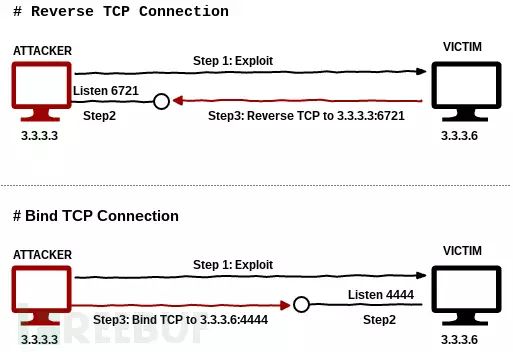 # Reverse TCP Connection
ATTACKER
VICTIM
Step 1: Exploit
Listen 6721
Step2
Step3: Reverse TCP to 3.3.3.3:6721
3.3.3.3
3.3.3.6
# Bind TCP Connection
ATTACKER
VICTIM
Step 1: Exploit
Listen 4444
Step3: Bind TCP to 3.3.3.6:4444
Step2
3.3.3.3
3.3.3.6